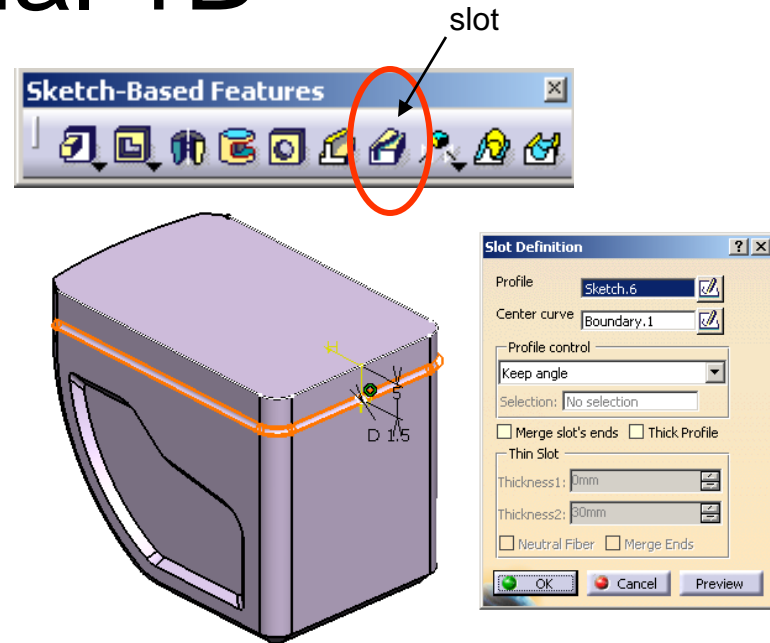 1B
slot
Sketch-Based Features
H
5
D 1.5
Slot Definition
Profile
Sketch.6
Center curve
Boundary.1
Profile control
Keep angle
Selection:
No selection
Merge slot's ends
Thick Profile
Thin Slot
Thickness1:
0mm
Thickness2:
30mm
Neutral Fiber
Merge Ends
OK
Cancel
Preview